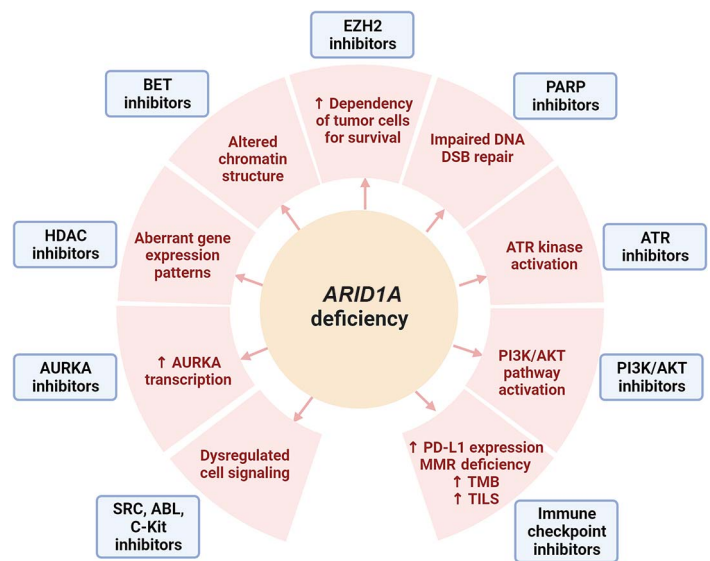 EZH2
inhibitors
BET
inhibitors
PARP
inhibitors
↑ Dependency
of tumor cells
for survival
Altered
chromatin
structure
Impaired DNA
DSB repair
HDAC
inhibitors
Aberrant gene
expression
patterns
ATR kinase
activation
ATR
inhibitors
ARID1A
deficiency
AURKA
inhibitors
↑ AURKA
transcription
PI3K/AKT
pathway
activation
PI3K/AKT
inhibitors
Dysregulated
cell signaling
↑ PD-L1 expression
MMR deficiency
↑ TMB
↑ TILS
SRC, ABL,
C-Kit
inhibitors
Immune
checkpoint
inhibitors